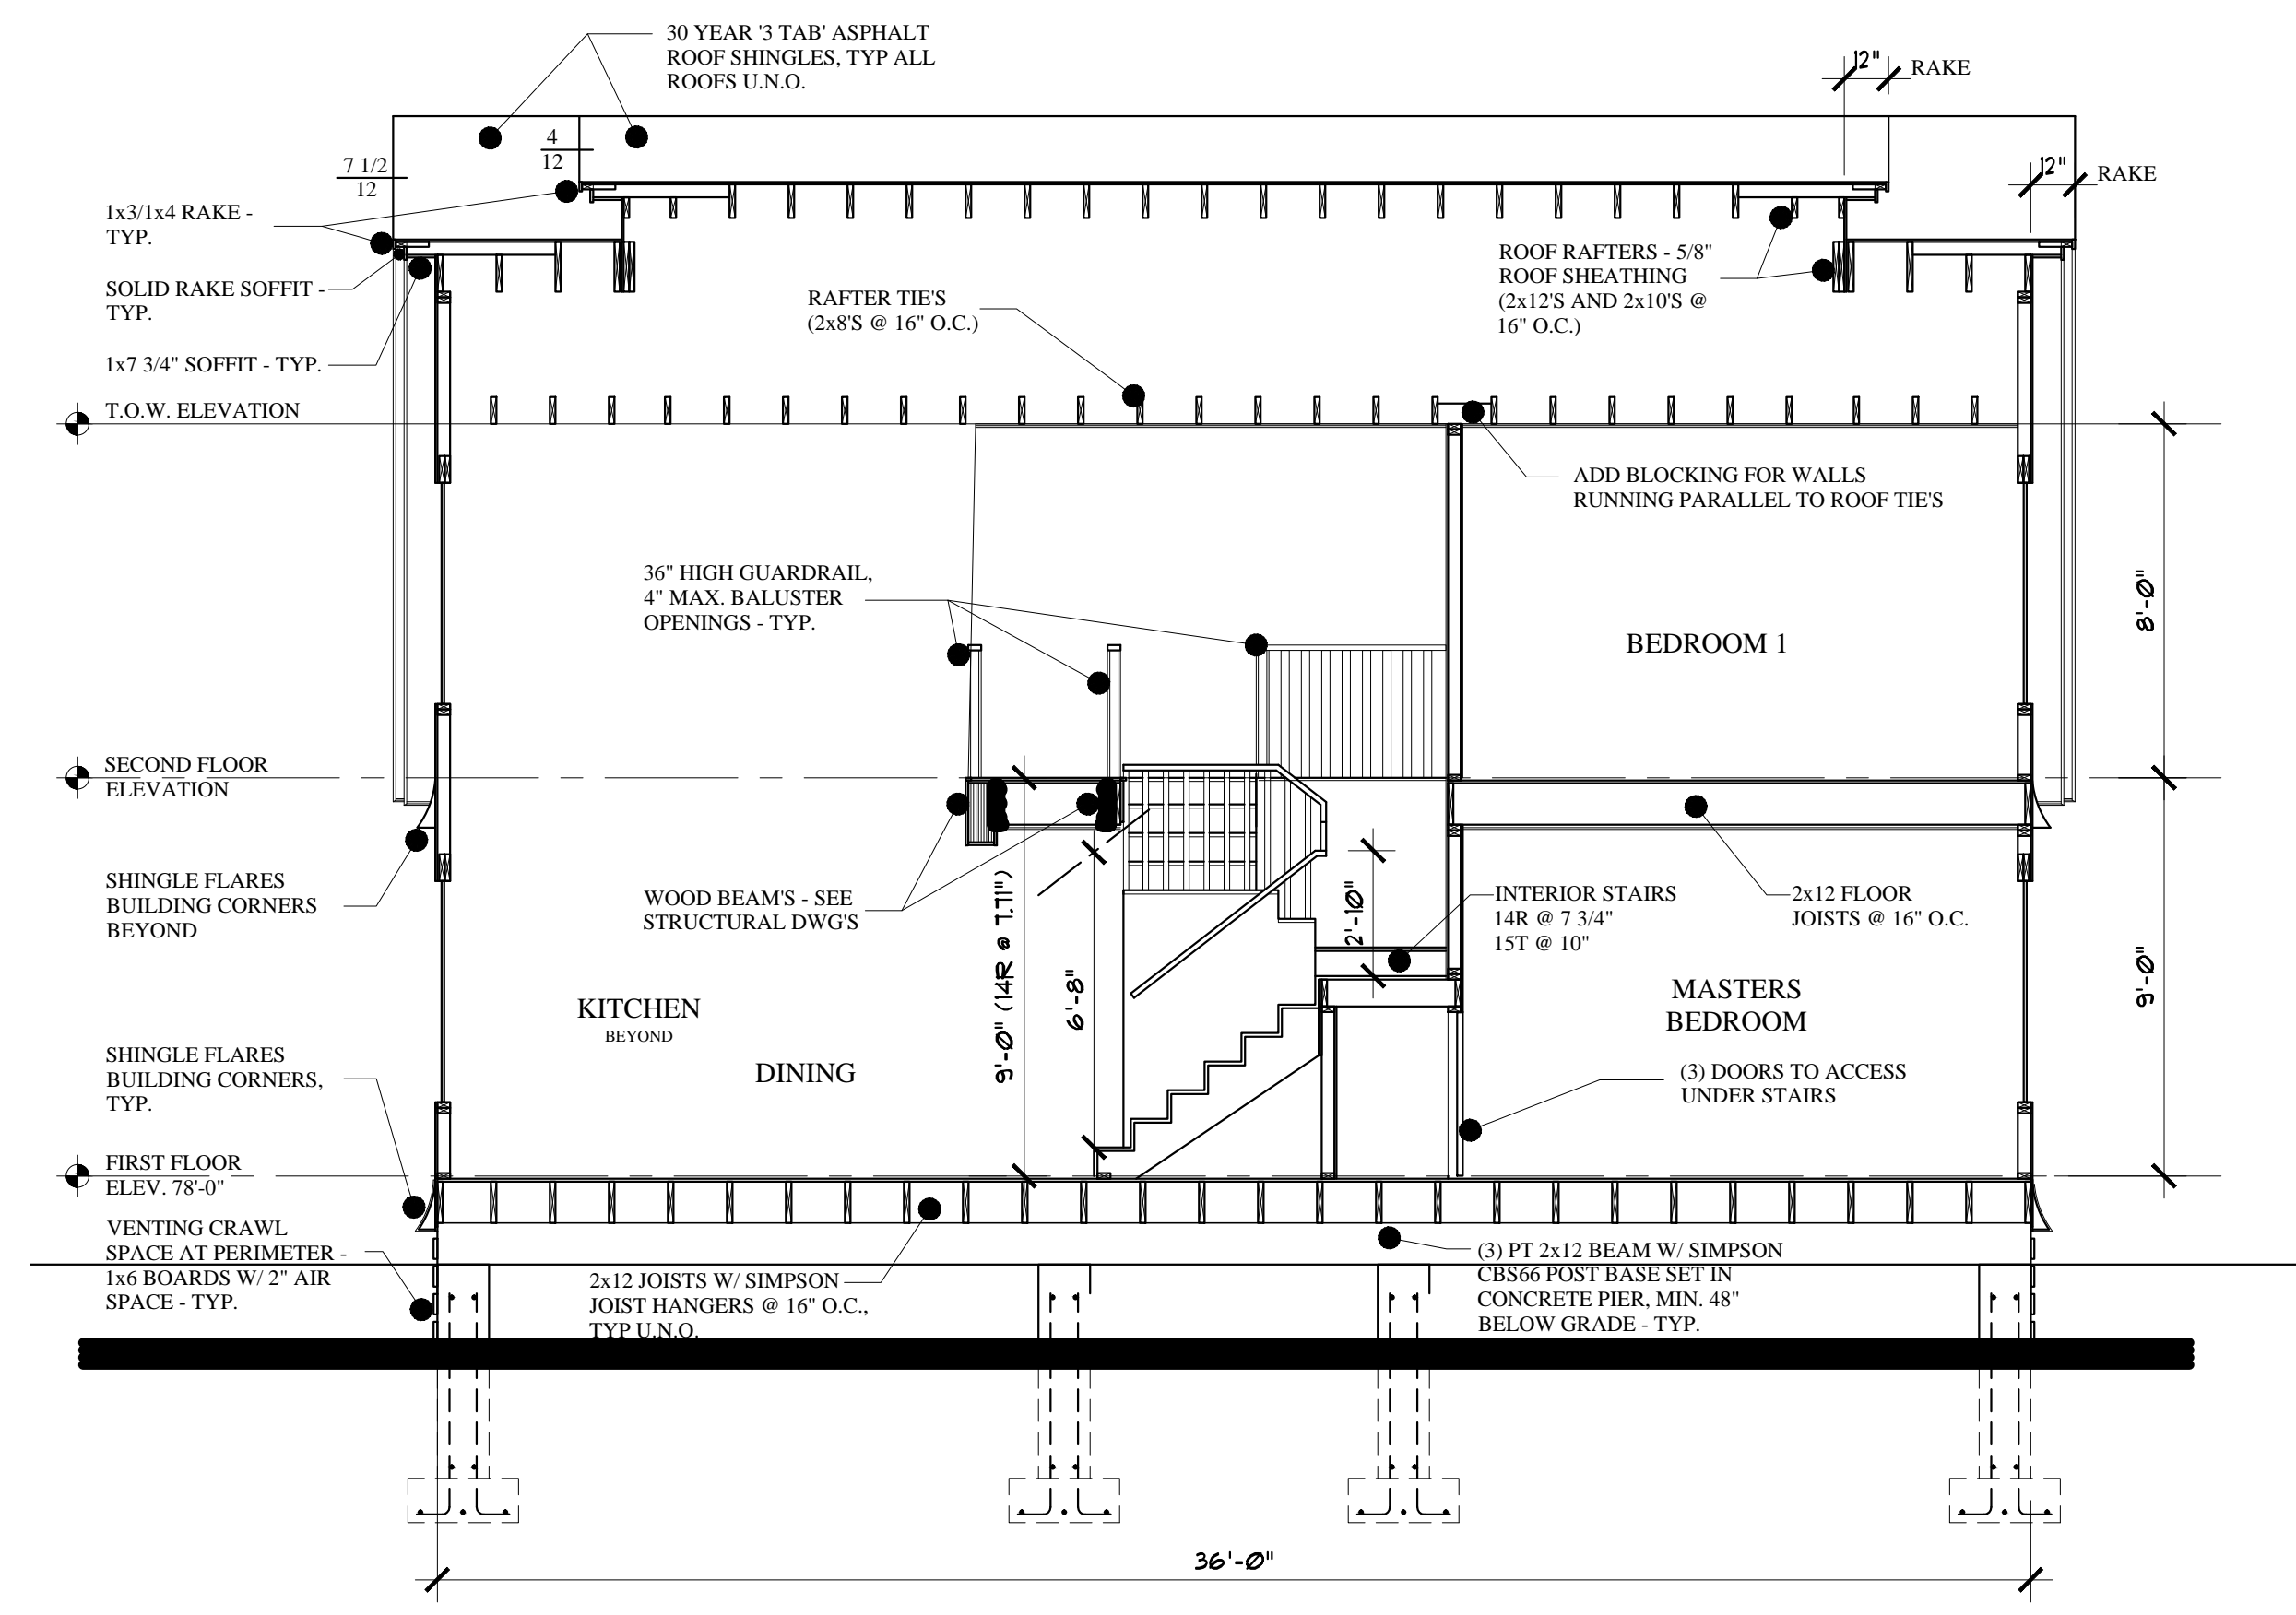 30 YEAR '3 TAB' ASPHALT
ROOF SHINGLES, TYP ALL
ROOFS U.N.O.
12"
RAKE
4
12
7 1/2
12
12"
RAKE
1x3/1x4 RAKE -
TYP.
SOLID RAKE SOFFIT -
TYP.
1x7 3/4" SOFFIT - TYP.
RAFTER TIE'S
(2x8'S @ 16" O.C.)
ROOF RAFTERS - 5/8"
ROOF SHEATHING
(2x12'S AND 2x10'S @
16" O.C.)
T.O.W. ELEVATION
ADD BLOCKING FOR WALLS
RUNNING PARALLEL TO ROOF TIE'S
36" HIGH GUARDRAIL,
4" MAX. BALUSTER
OPENINGS - TYP.
BEDROOM 1
8'-0"
SECOND FLOOR
ELEVATION
SHINGLE FLARES
BUILDING CORNERS
BEYOND
WOOD BEAM'S - SEE
STRUCTURAL DWG'S
9'-0" (14R @ 7.71")
6'-8"
2'-10"
INTERIOR STAIRS
14R @ 7 3/4"
15T @ 10"
2x12 FLOOR
JOISTS @ 16" O.C.
9'-0"
KITCHEN
BEYOND
DINING
MASTERS
BEDROOM
SHINGLE FLARES
BUILDING CORNERS,
TYP.
(3) DOORS TO ACCESS
UNDER STAIRS
FIRST FLOOR
ELEV. 78'-0"
VENTING CRAWL
SPACE AT PERIMETER -
1x6 BOARDS W/ 2" AIR
SPACE - TYP.
2x12 JOISTS W/ SIMPSON
JOIST HANGERS @ 16" O.C.,
TYP U.N.O.
(3) PT 2x12 BEAM W/ SIMPSON
CBS66 POST BASE SET IN
CONCRETE PIER, MIN. 48"
BELOW GRADE - TYP.
36'-0"